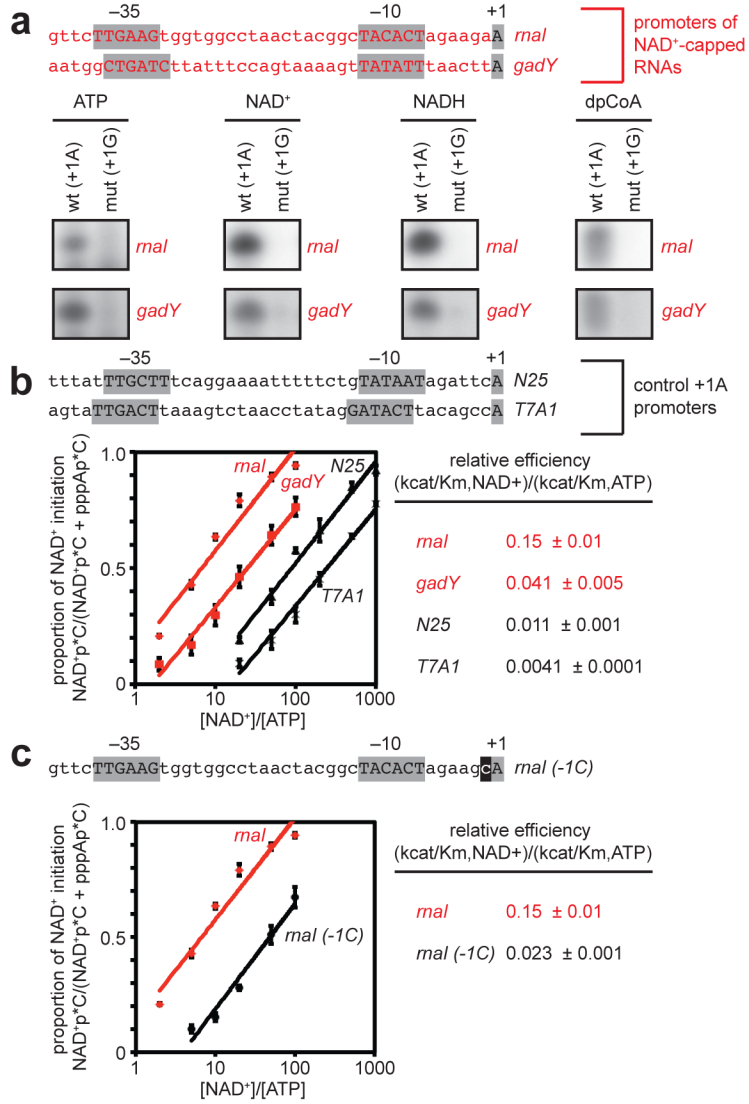 a
–35 –10 +1
gttcTTGAAGtggtggcctaactacggcTACACTagaagaA rnaI
aatggCTGATCttatttccagtaaaagtTATATTtaacttA gadY
promoters of
NAD+-capped
RNAs
ATP NAD+ NADH dpCoA
wt (+1A) mut (+1G) wt (+1A) mut (+1G) wt (+1A) mut (+1G) wt (+1A) mut (+1G)
rnaI rnaI rnaI rnaI
gadY gadY gadY gadY
b
–35 –10 +1
tttatTTGCTTtcaggaaaatttttctgTATAATagattcA N25
agtaTTGACTtaaagtctaacctatagGATACTtacagccA T7A1
control +1A
promoters
proportion of NAD+ initiation
NAD+p*C/(NAD+p*C + pppAp*C)
1.0
0.5
0
1 10 100 1000
[NAD+]/[ATP]
rnaI
gadY
N25
T7A1
relative efficiency
(kcat/Km,NAD+)/(kcat/Km,ATP)
rnaI 0.15 ± 0.01
gadY 0.041 ± 0.005
N25 0.011 ± 0.001
T7A1 0.0041 ± 0.0001
c
–35 –10 +1
gttcTTGAAGtggtggcctaactacggcTACACTagaagcA rnaI (-1C)
proportion of NAD+ initiation
NAD+p*C/(NAD+p*C + pppAp*C)
1.0
0.5
0
1 10 100 1000
[NAD+]/[ATP]
rnaI
rnaI (-1C)
relative efficiency
(kcat/Km,NAD+)/(kcat/Km,ATP)
rnaI 0.15 ± 0.01
rnaI (-1C) 0.023 ± 0.001